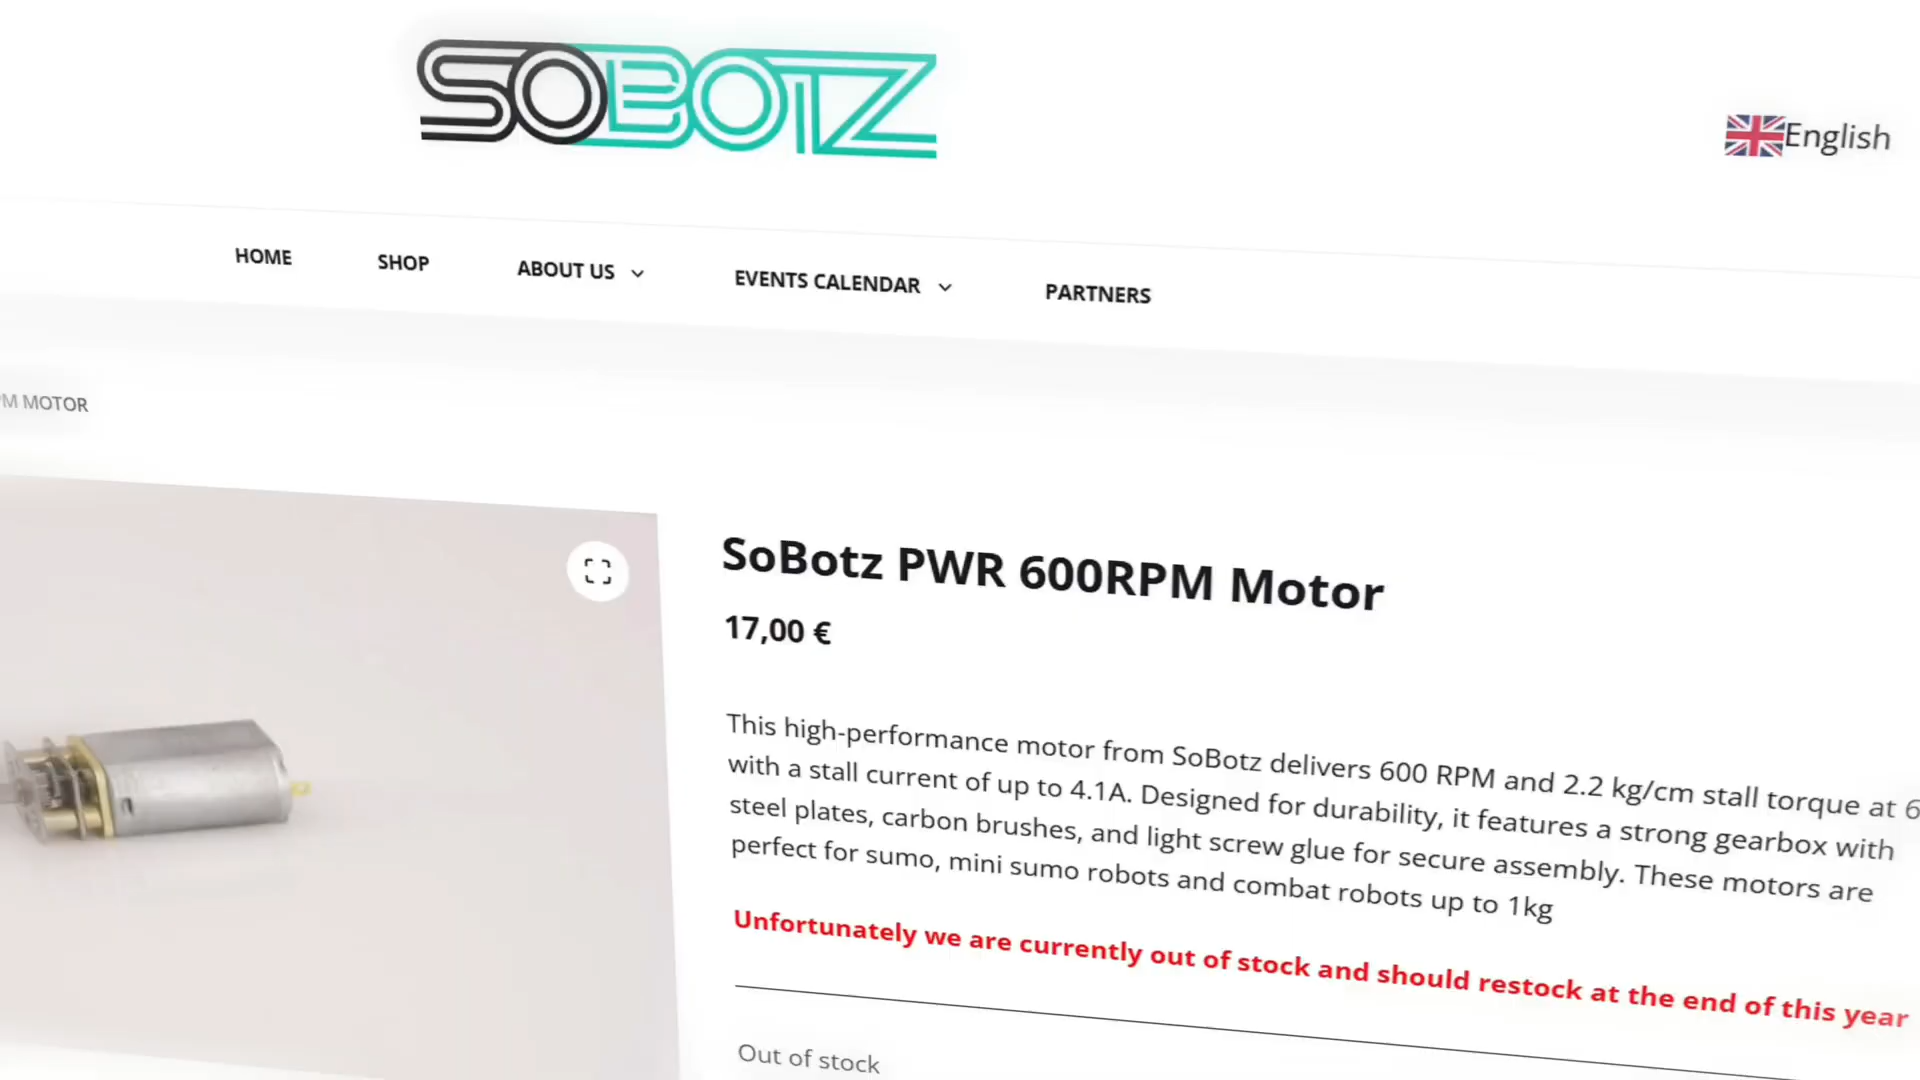 SOBOTZ
English
HOME SHOP ABOUT US EVENTS CALENDAR PARTNERS
MOTOR
SoBotz PWR 600RPM Motor
17,00 €
This high-performance motor from SoBotz delivers 600 RPM and 2.2 kg/cm stall torque at
with a stall current of up to 4.1A. Designed for durability, it features a strong gearbox with
steel plates, carbon brushes, and light screw glue for secure assembly. These motors are
perfect for sumo, mini sumo robots and combat robots up to 1kg
Unfortunately we are currently out of stock and should restock at the end of this year
Out of stock